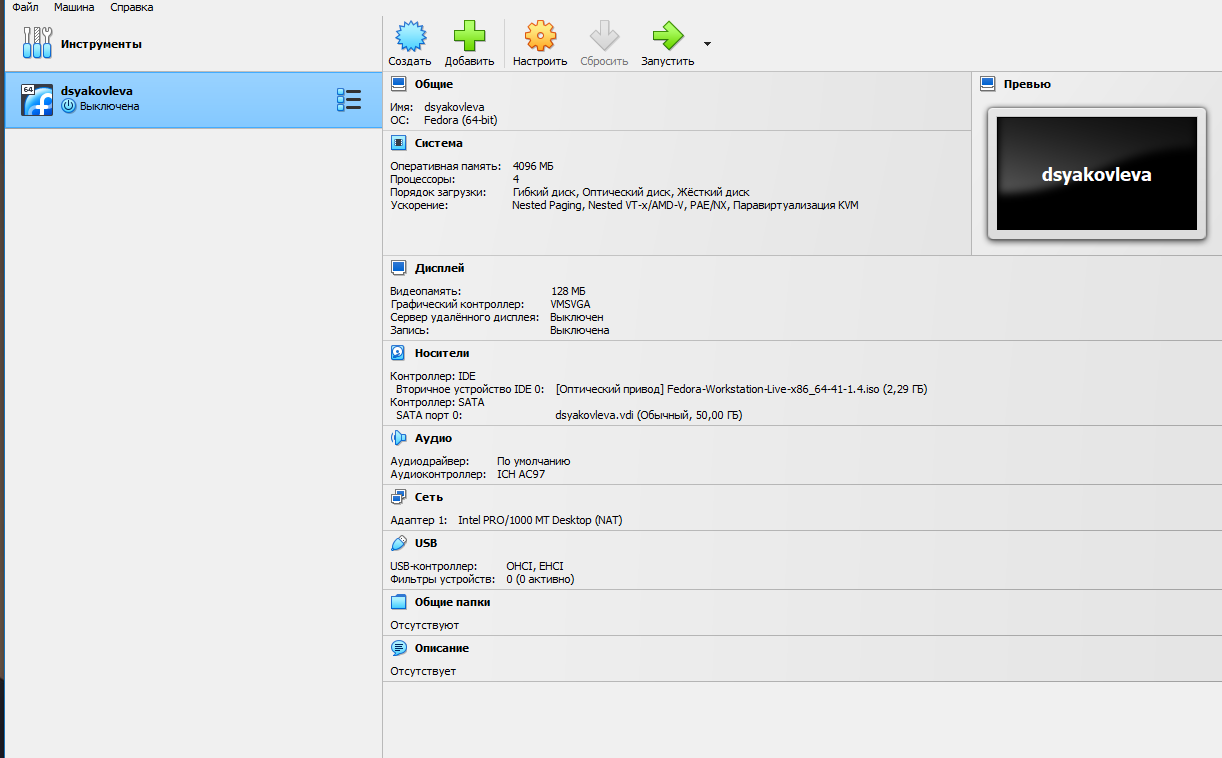 Файл Машина Справка
Инструменты
Создать Добавить Настроить Сбросить Запустить
64
dsyakovleva
Выключена
Общие
Имя: dsyakovleva
ОС: Fedora (64-bit)
Превью
dsyakovleva
Система
Оперативная память: 4096 МБ
Процессоры: 4
Порядок загрузки: Гибкий диск, Оптический диск, Жёсткий диск
Ускорение: Nested Paging, Nested VT-x/AMD-V, PAE/NX, Паравиртуализация KVM
Дисплей
Видеопамять: 128 МБ
Графический контроллер: VMSVGA
Сервер удалённого дисплея: Выключен
Запись: Выключена
Носители
Контроллер: IDE
Вторичное устройство IDE 0: [Оптический привод] Fedora-Workstation-Live-x86_64-41-1.4.iso (2,29 ГБ)
Контроллер: SATA
SATA порт 0: dsyakovleva.vdi (Обычный, 50,00 ГБ)
Аудио
Аудиодрайвер: По умолчанию
Аудиоконтроллер: ICH AC97
Сеть
Адаптер 1: Intel PRO/1000 MT Desktop (NAT)
USB
USB-контроллер: OHCI, EHCI
Фильтры устройств: 0 (0 активно)
Общие папки
Отсутствуют
Описание
Отсутствует